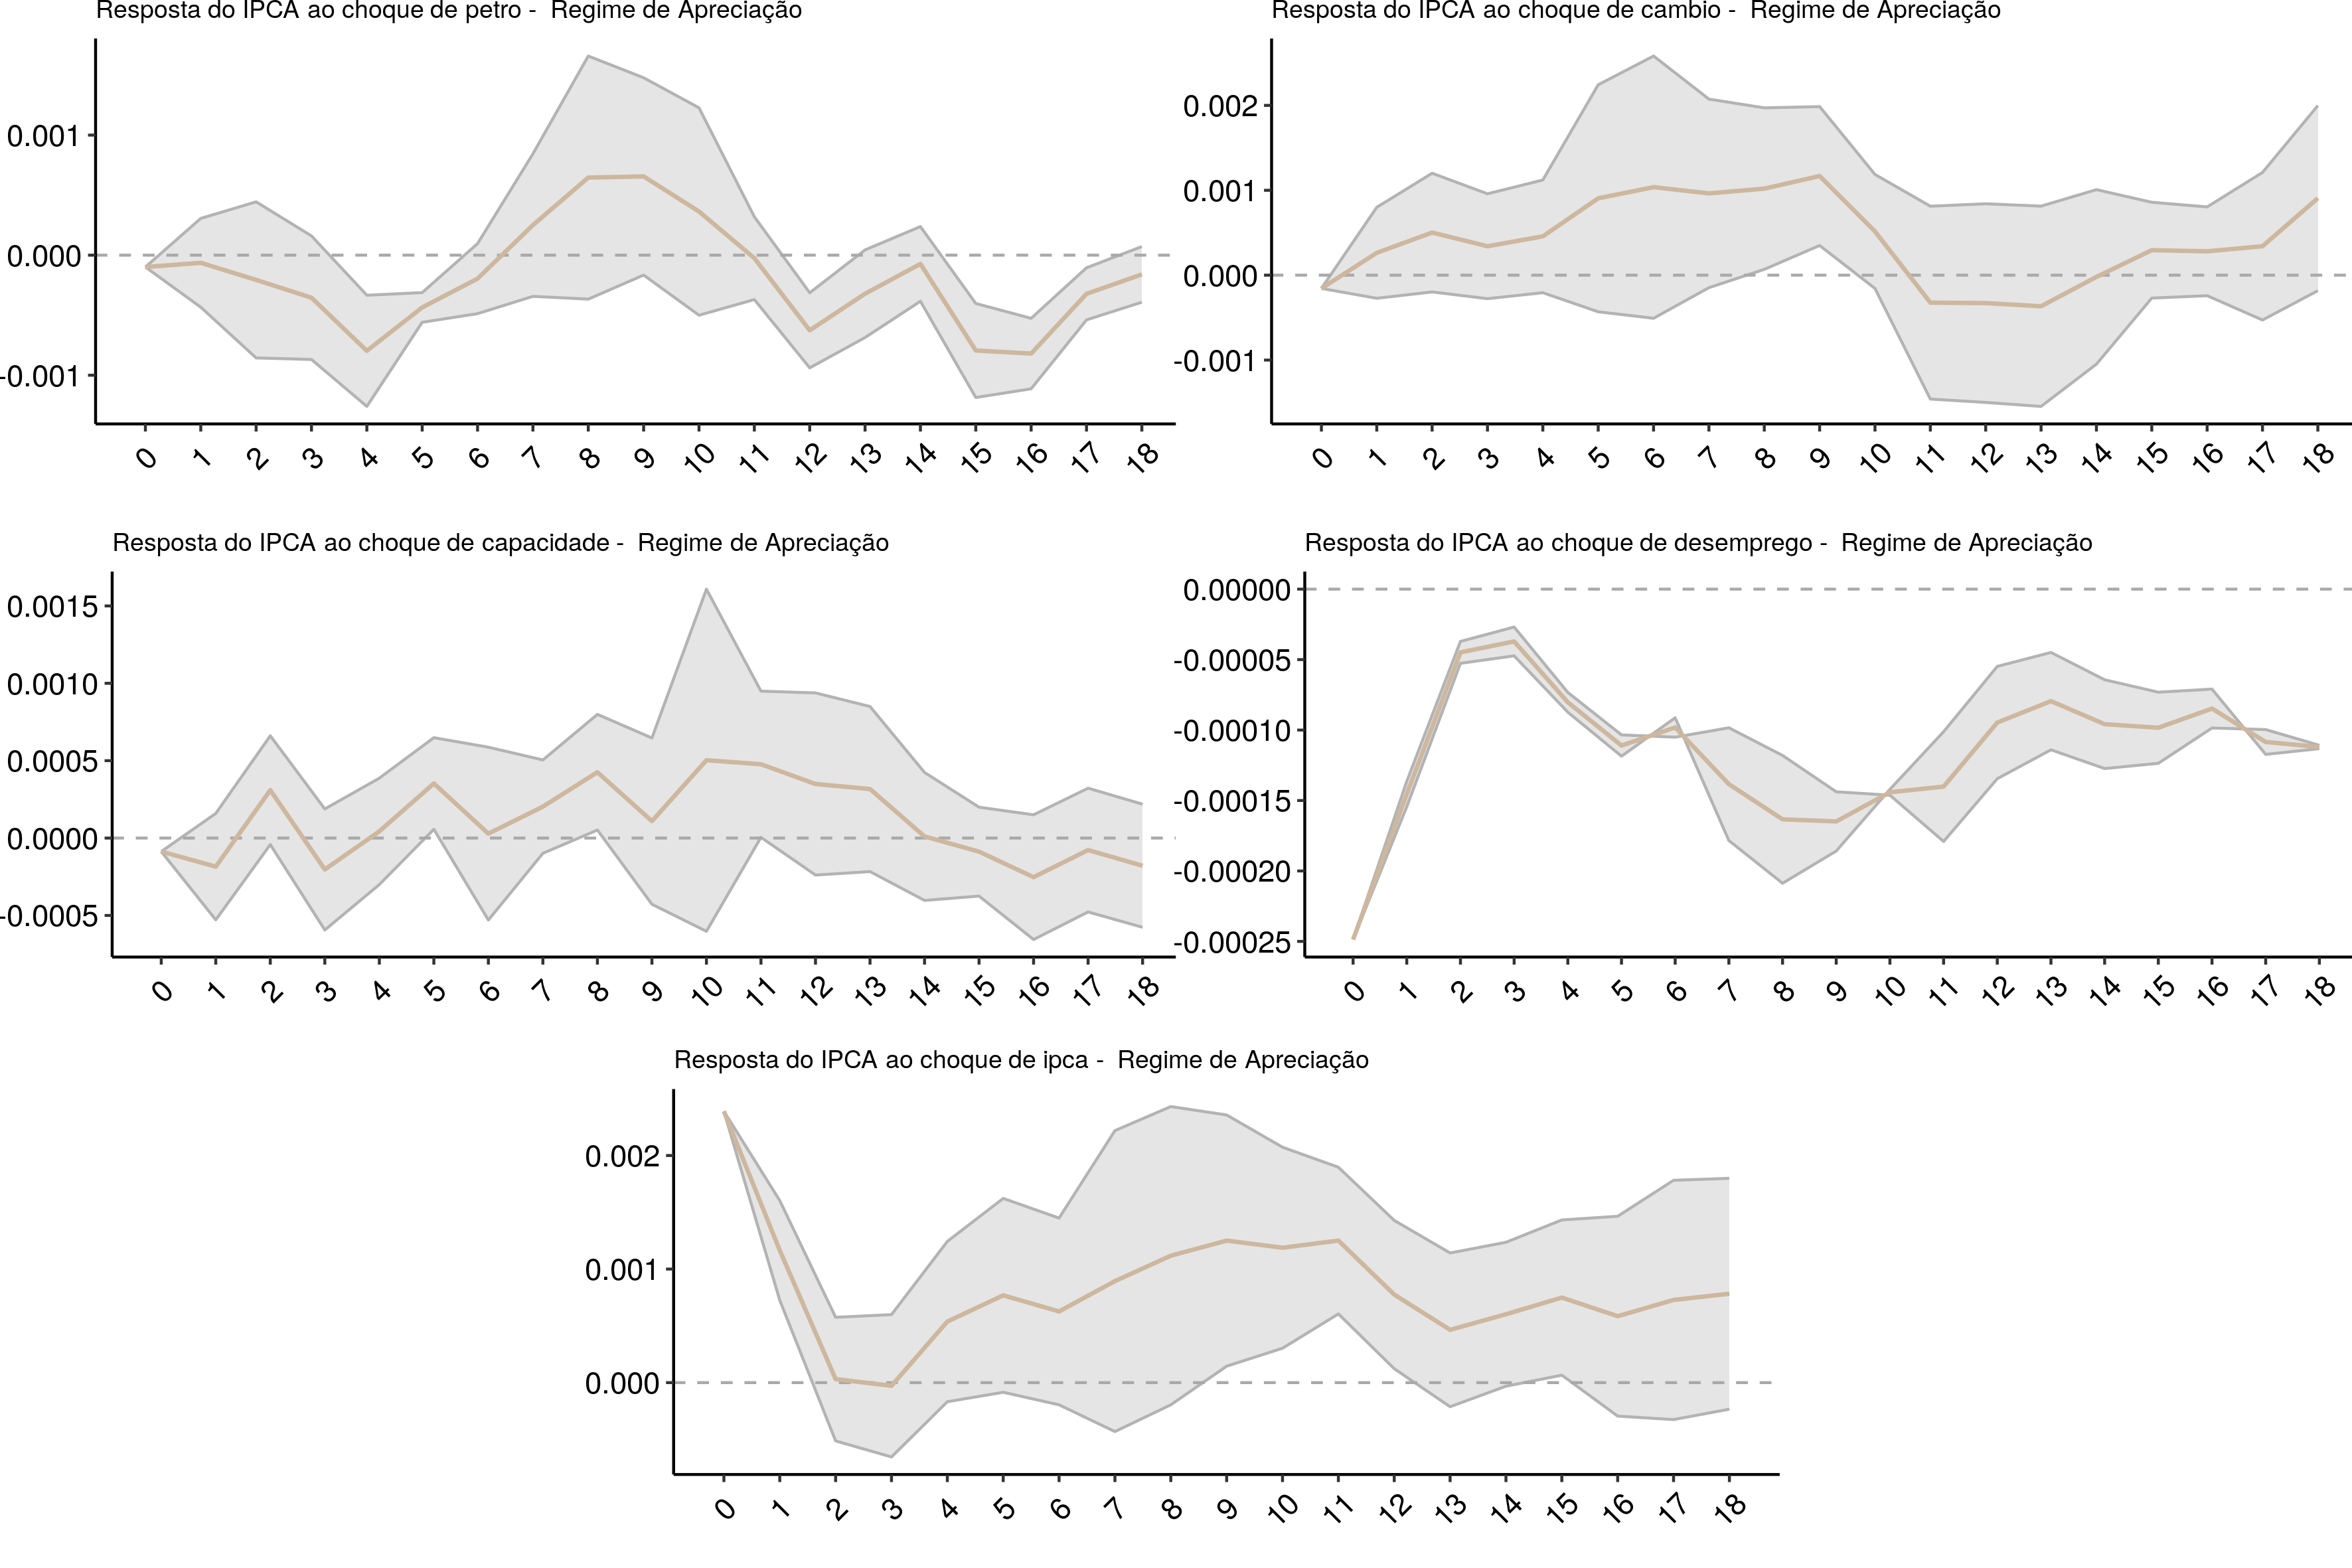 Resposta do IPCA ao choque de petro - Regime de Apreciação
0.001
0.000
-0.001
0 1 2 3 4 5 6 7 8 9 10 11 12 13 14 15 16 17 18
Resposta do IPCA ao choque de cambio - Regime de Apreciação
0.002
0.001
0.000
-0.001
0 1 2 3 4 5 6 7 8 9 10 11 12 13 14 15 16 17 18
Resposta do IPCA ao choque de capacidade - Regime de Apreciação
0.0015
0.0010
0.0005
0.0000
-0.0005
0 1 2 3 4 5 6 7 8 9 10 11 12 13 14 15 16 17 18
Resposta do IPCA ao choque de desemprego - Regime de Apreciação
0.00000
-0.00005
-0.00010
-0.00015
-0.00020
-0.00025
0 1 2 3 4 5 6 7 8 9 10 11 12 13 14 15 16 17 18
Resposta do IPCA ao choque de ipca - Regime de Apreciação
0.002
0.001
0.000
0 1 2 3 4 5 6 7 8 9 10 11 12 13 14 15 16 17 18